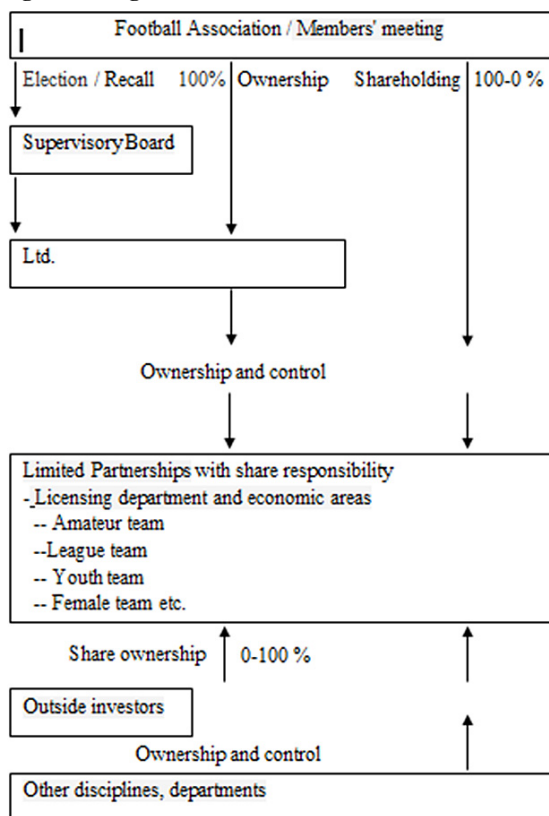 Football Association / Members' meeting
Election / Recall 100% Ownership Shareholding 100-0 %
Supervisory Board
Ltd.
Ownership and control
Limited Partnerships with share responsibility
- Licensing department and economic areas
-- Amateur team
--League team
-- Youth team
-- Female team etc.
Share ownership 0-100 %
Outside investors
Ownership and control
Other disciplines, departments